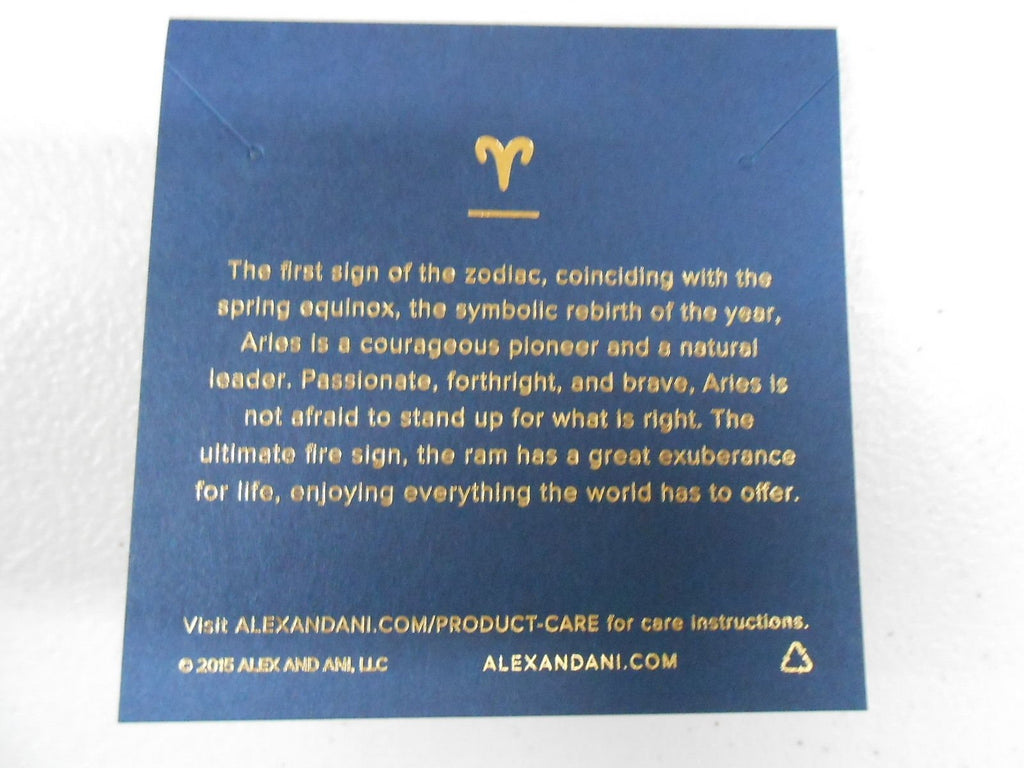 The first sign of the zodiac, coinciding with the
spring equinox, the symbolic rebirth of the year,
Aries is a courageous pioneer and a natural
leader. Passionate, forthright, and brave, Aries is
not afraid to stand up for what is right. The
ultimate fire sign, the ram has a great exuberance
for life, enjoying everything the world has to offer.
Visit ALEXANDANI.COM/PRODUCT-CARE for care instructions.
© 2015 ALEX AND ANI, LLC ALEXANDANI.COM